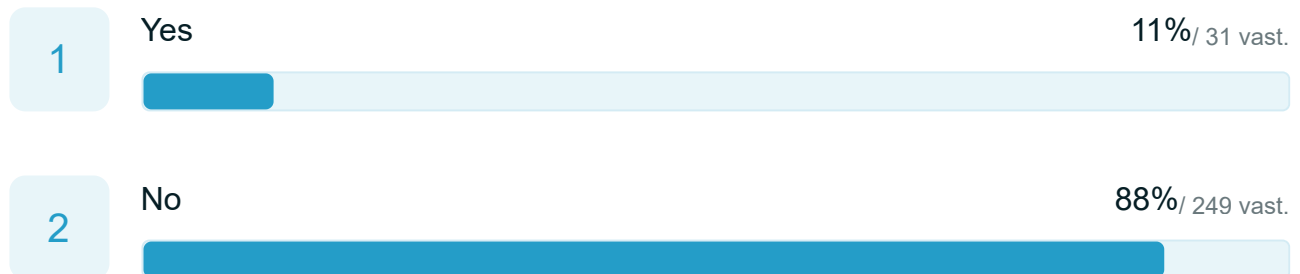 1
Yes
11% / 31 vast.
2
No
88% / 249 vast.